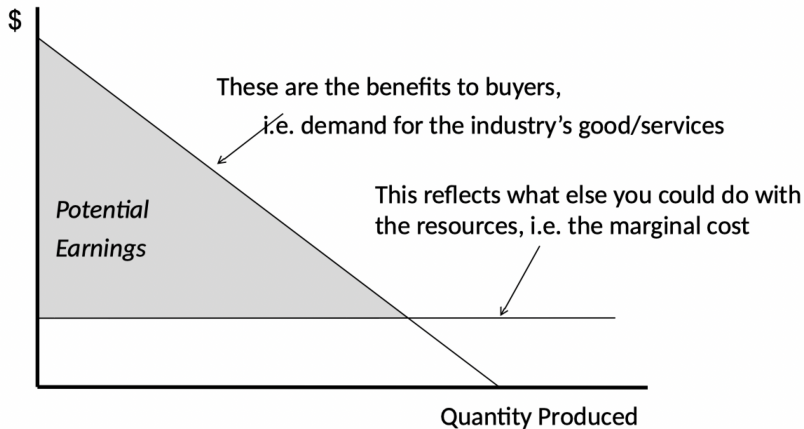 $
These are the benefits to buyers,
i.e. demand for the industry's good/services
This reflects what else you could do with
the resources, i.e. the marginal cost
Potential
Earnings
Quantity Produced